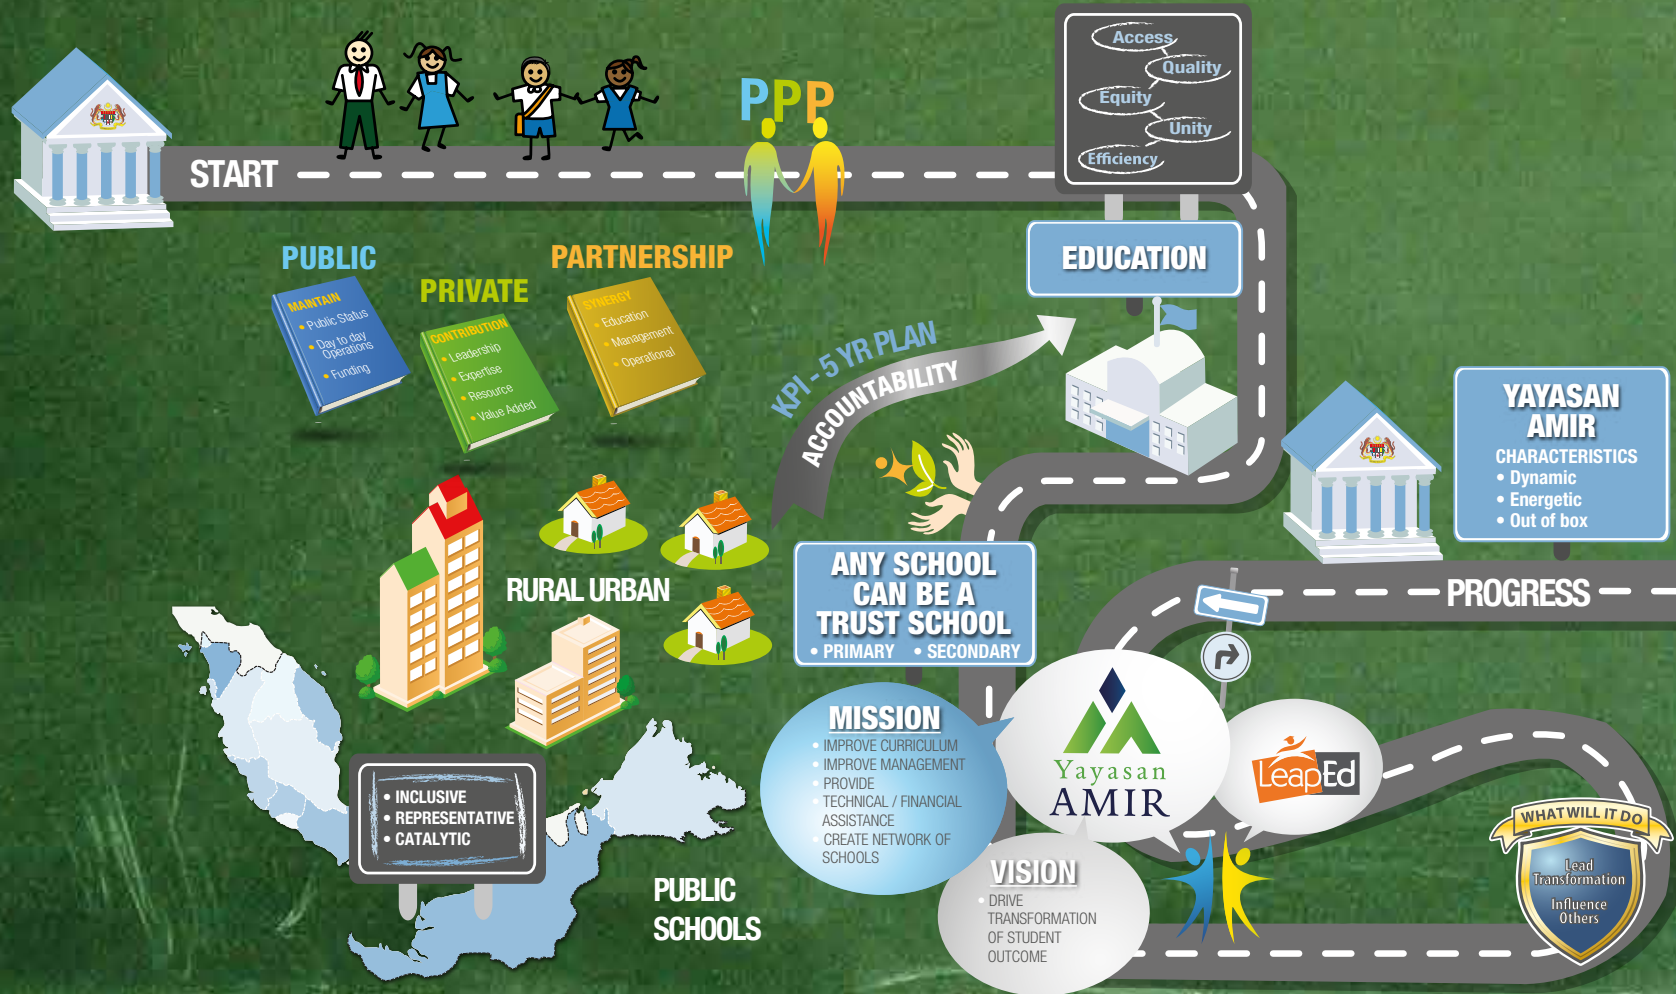 START
PPP
Access
Quality
Equity
Unity
Efficiency
EDUCATION
PUBLIC
MAINTAIN
• Public Status
• Day to day
Operations
• Funding
PRIVATE
CONTRIBUTION
• Leadership
• Expertise
• Resource
• Value Added
PARTNERSHIP
SYNERGY
• Education
• Management
• Operational
KPI - 5 YR PLAN
ACCOUNTABILITY
YAYASAN
AMIR
CHARACTERISTICS
• Dynamic
• Energetic
• Out of box
PROGRESS
RURAL URBAN
ANY SCHOOL
CAN BE A
TRUST SCHOOL
• PRIMARY • SECONDARY
MISSION
• IMPROVE CURRICULUM
• IMPROVE MANAGEMENT
• PROVIDE
• TECHNICAL / FINANCIAL
ASSISTANCE
• CREATE NETWORK OF
SCHOOLS
Yayasan
AMIR
LeapEd
VISION
• DRIVE
TRANSFORMATION
OF STUDENT
OUTCOME
WHAT WILL IT DO
Lead
Transformation
Influence
Others
• INCLUSIVE
• REPRESENTATIVE
• CATALYTIC
PUBLIC
SCHOOLS